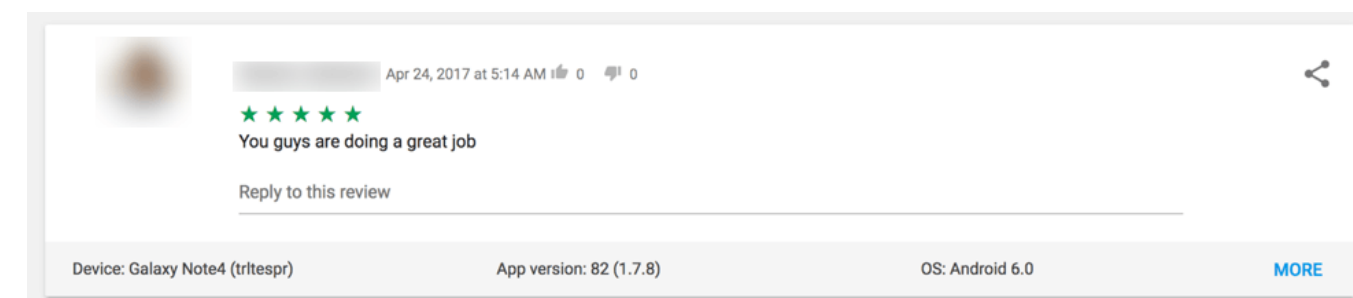 Apr 24, 2017 at 5:14 AM 0 0
You guys are doing a great job
Reply to this review
Device: Galaxy Note4 (trltespr) App version: 82 (1.7.8) OS: Android 6.0 MORE